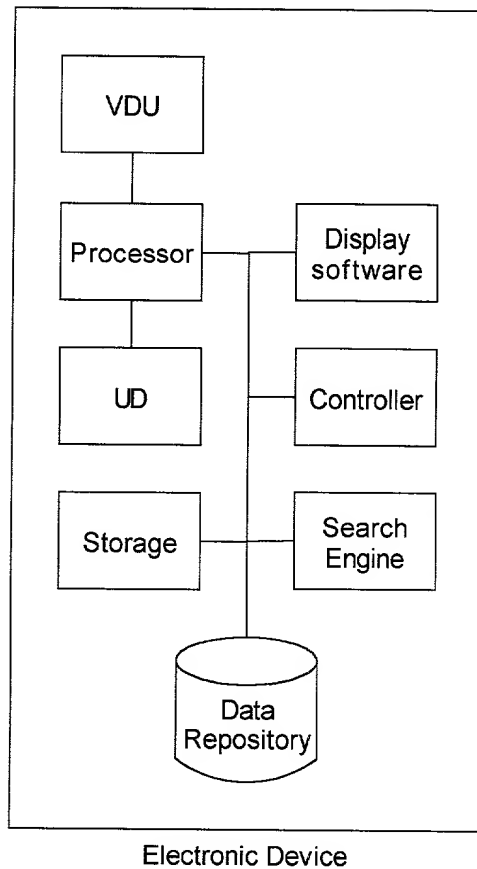 VDU
Processor
Display
software
UD
Controller
Storage
Search
Engine
Data
Repository
Electronic Device